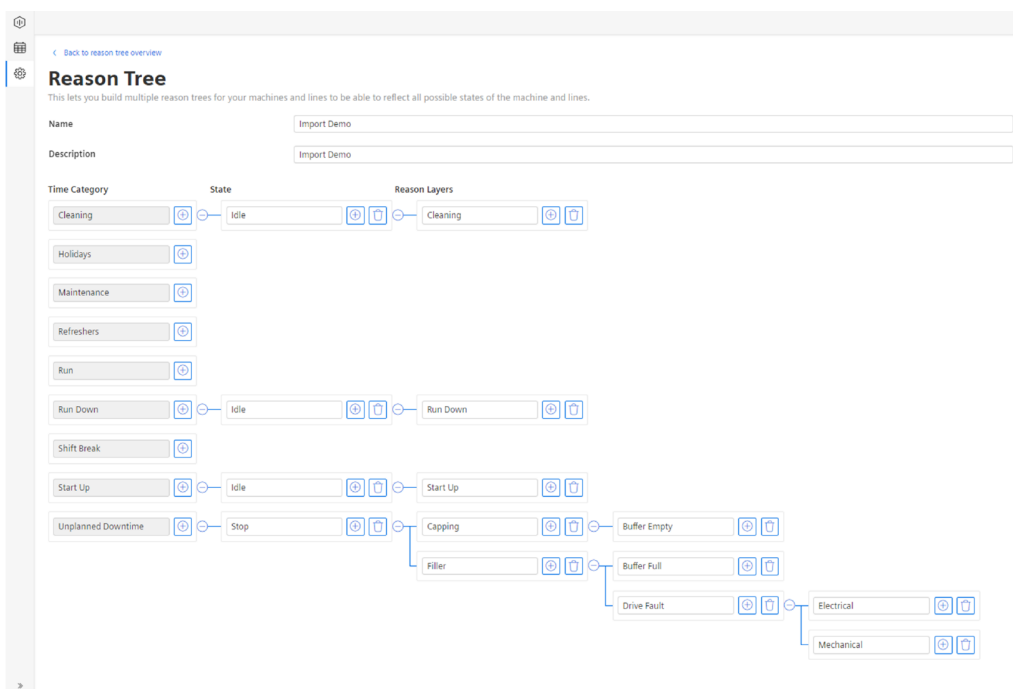 Back to reason tree overview
Reason Tree
This lets you build multiple reason trees for your machines and lines to be able to reflect all possible states of the machine and lines.
Name Import Demo
Description Import Demo
Time Category State Reason Layers
Cleaning Idle Cleaning
Holidays
Maintenance
Refreshers
Run
Run Down Idle Run Down
Shift Break
Start Up Idle Start Up
Unplanned Downtime Stop Capping Buffer Empty
Filler Buffer Full
Drive Fault Electrical
Mechanical